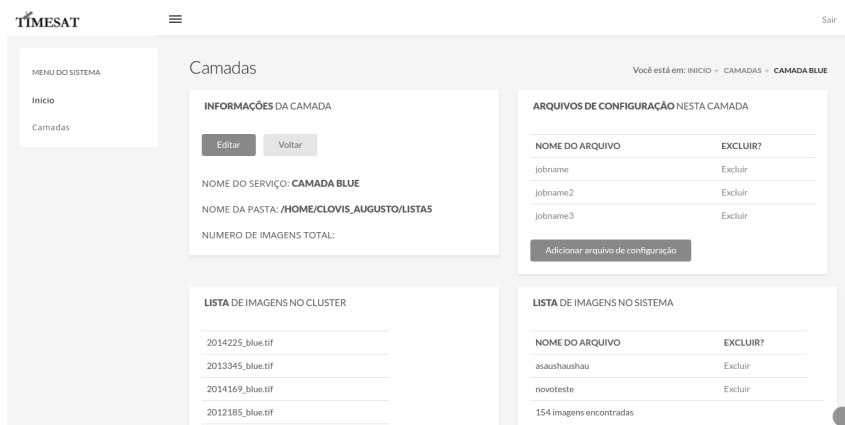 TIMESAT
Sair
MENU DO SISTEMA
Inicio
Camadas
Camadas
Você está em: INICIO » CAMADAS » CAMADA BLUE
INFORMAÇÕES DA CAMADA
Editar
Voltar
NOME DO SERVIÇO: CAMADA BLUE
NOME DA PASTA: /HOME/CLOVIS_AUGUSTO/LISTA5
NUMERO DE IMAGENS TOTAL:
ARQUIVOS DE CONFIGURAÇÃO NESTA CAMADA
NOME DO ARQUIVO EXCLUIR?
jobname Excluir
jobname2 Excluir
jobname3 Excluir
Adicionar arquivo de configuração
LISTA DE IMAGENS NO CLUSTER
2014225_blue.tif
2013345_blue.tif
2014169_blue.tif
2012185_blue.tif
LISTA DE IMAGENS NO SISTEMA
NOME DO ARQUIVO EXCLUIR?
asaushaushau Excluir
novoteste Excluir
154 imagens encontradas